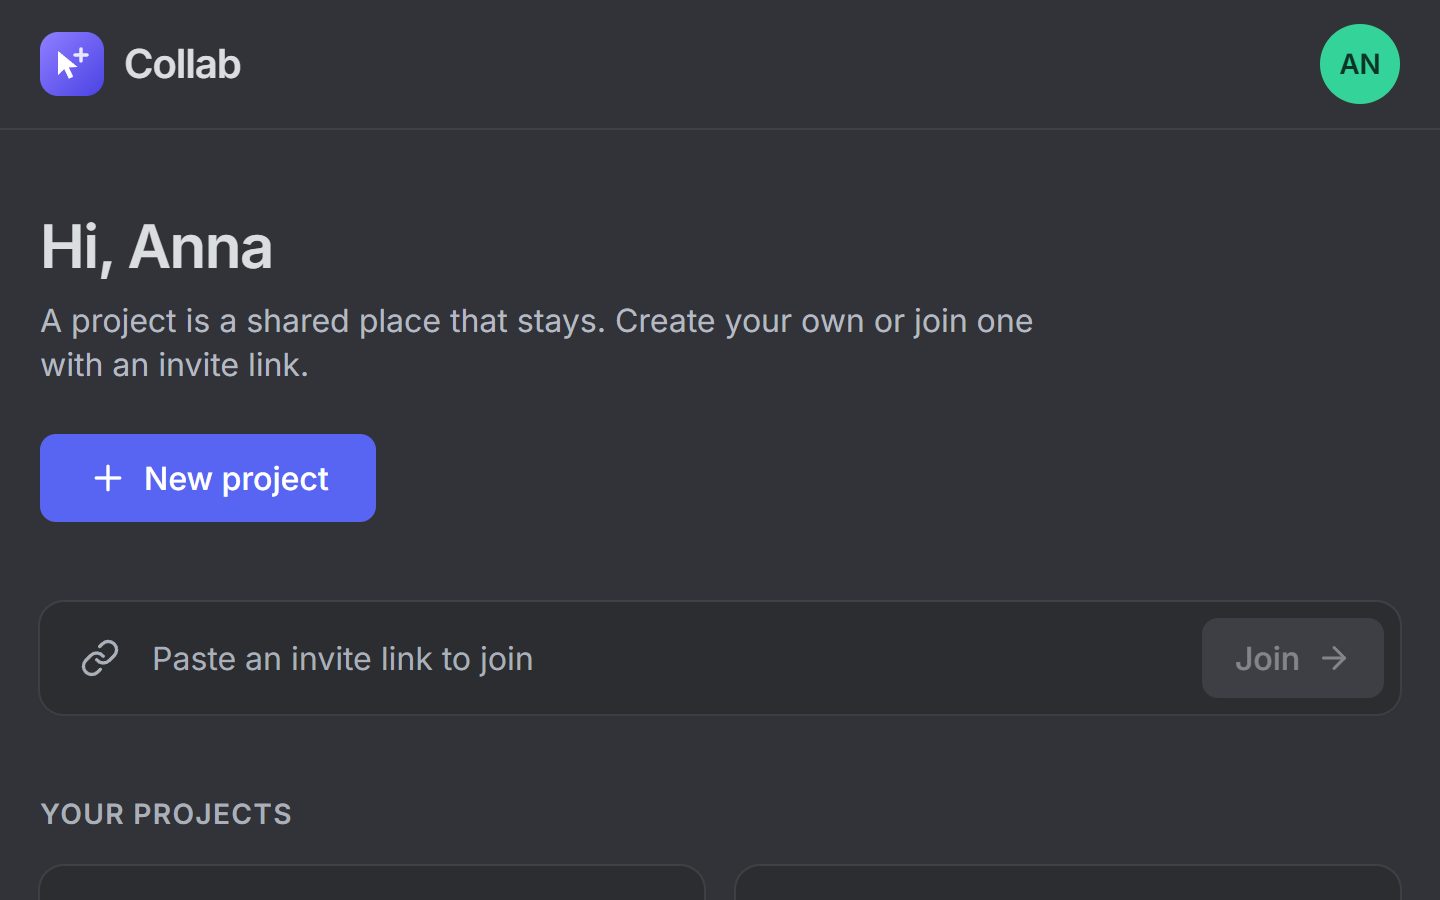 Collab
AN
Hi, Anna
A project is a shared place that stays. Create your own or join one
with an invite link.
New project
Paste an invite link to join
Join
YOUR PROJECTS